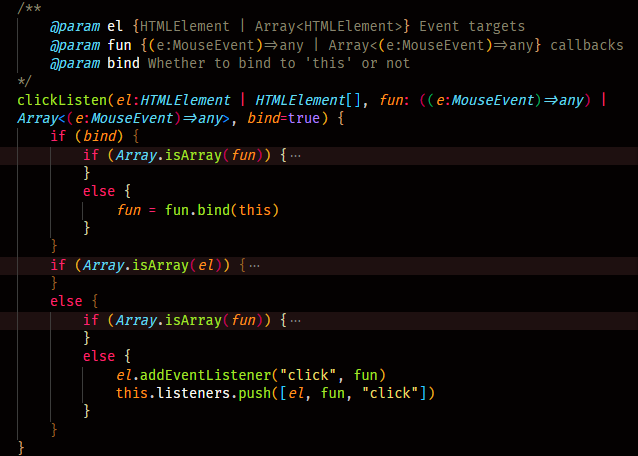 /**
@param el {HTMLElement | Array<HTMLElement>} Event targets
@param fun {(e:MouseEvent)=>any | Array<(e:MouseEvent)=>any} callbacks
@param bind Whether to bind to 'this' or not
*/
clickListen(el:HTMLElement | HTMLElement[], fun: ((e:MouseEvent)=>any) |
Array<(e:MouseEvent)=>any>, bind=true) {
if (bind) {
if (Array.isArray(fun)) {···
}
else {
fun = fun.bind(this)
}
}
if (Array.isArray(el)) {···
}
else {
if (Array.isArray(fun)) {···
}
else {
el.addEventListener("click", fun)
this.listeners.push([el, fun, "click"])
}
}
}